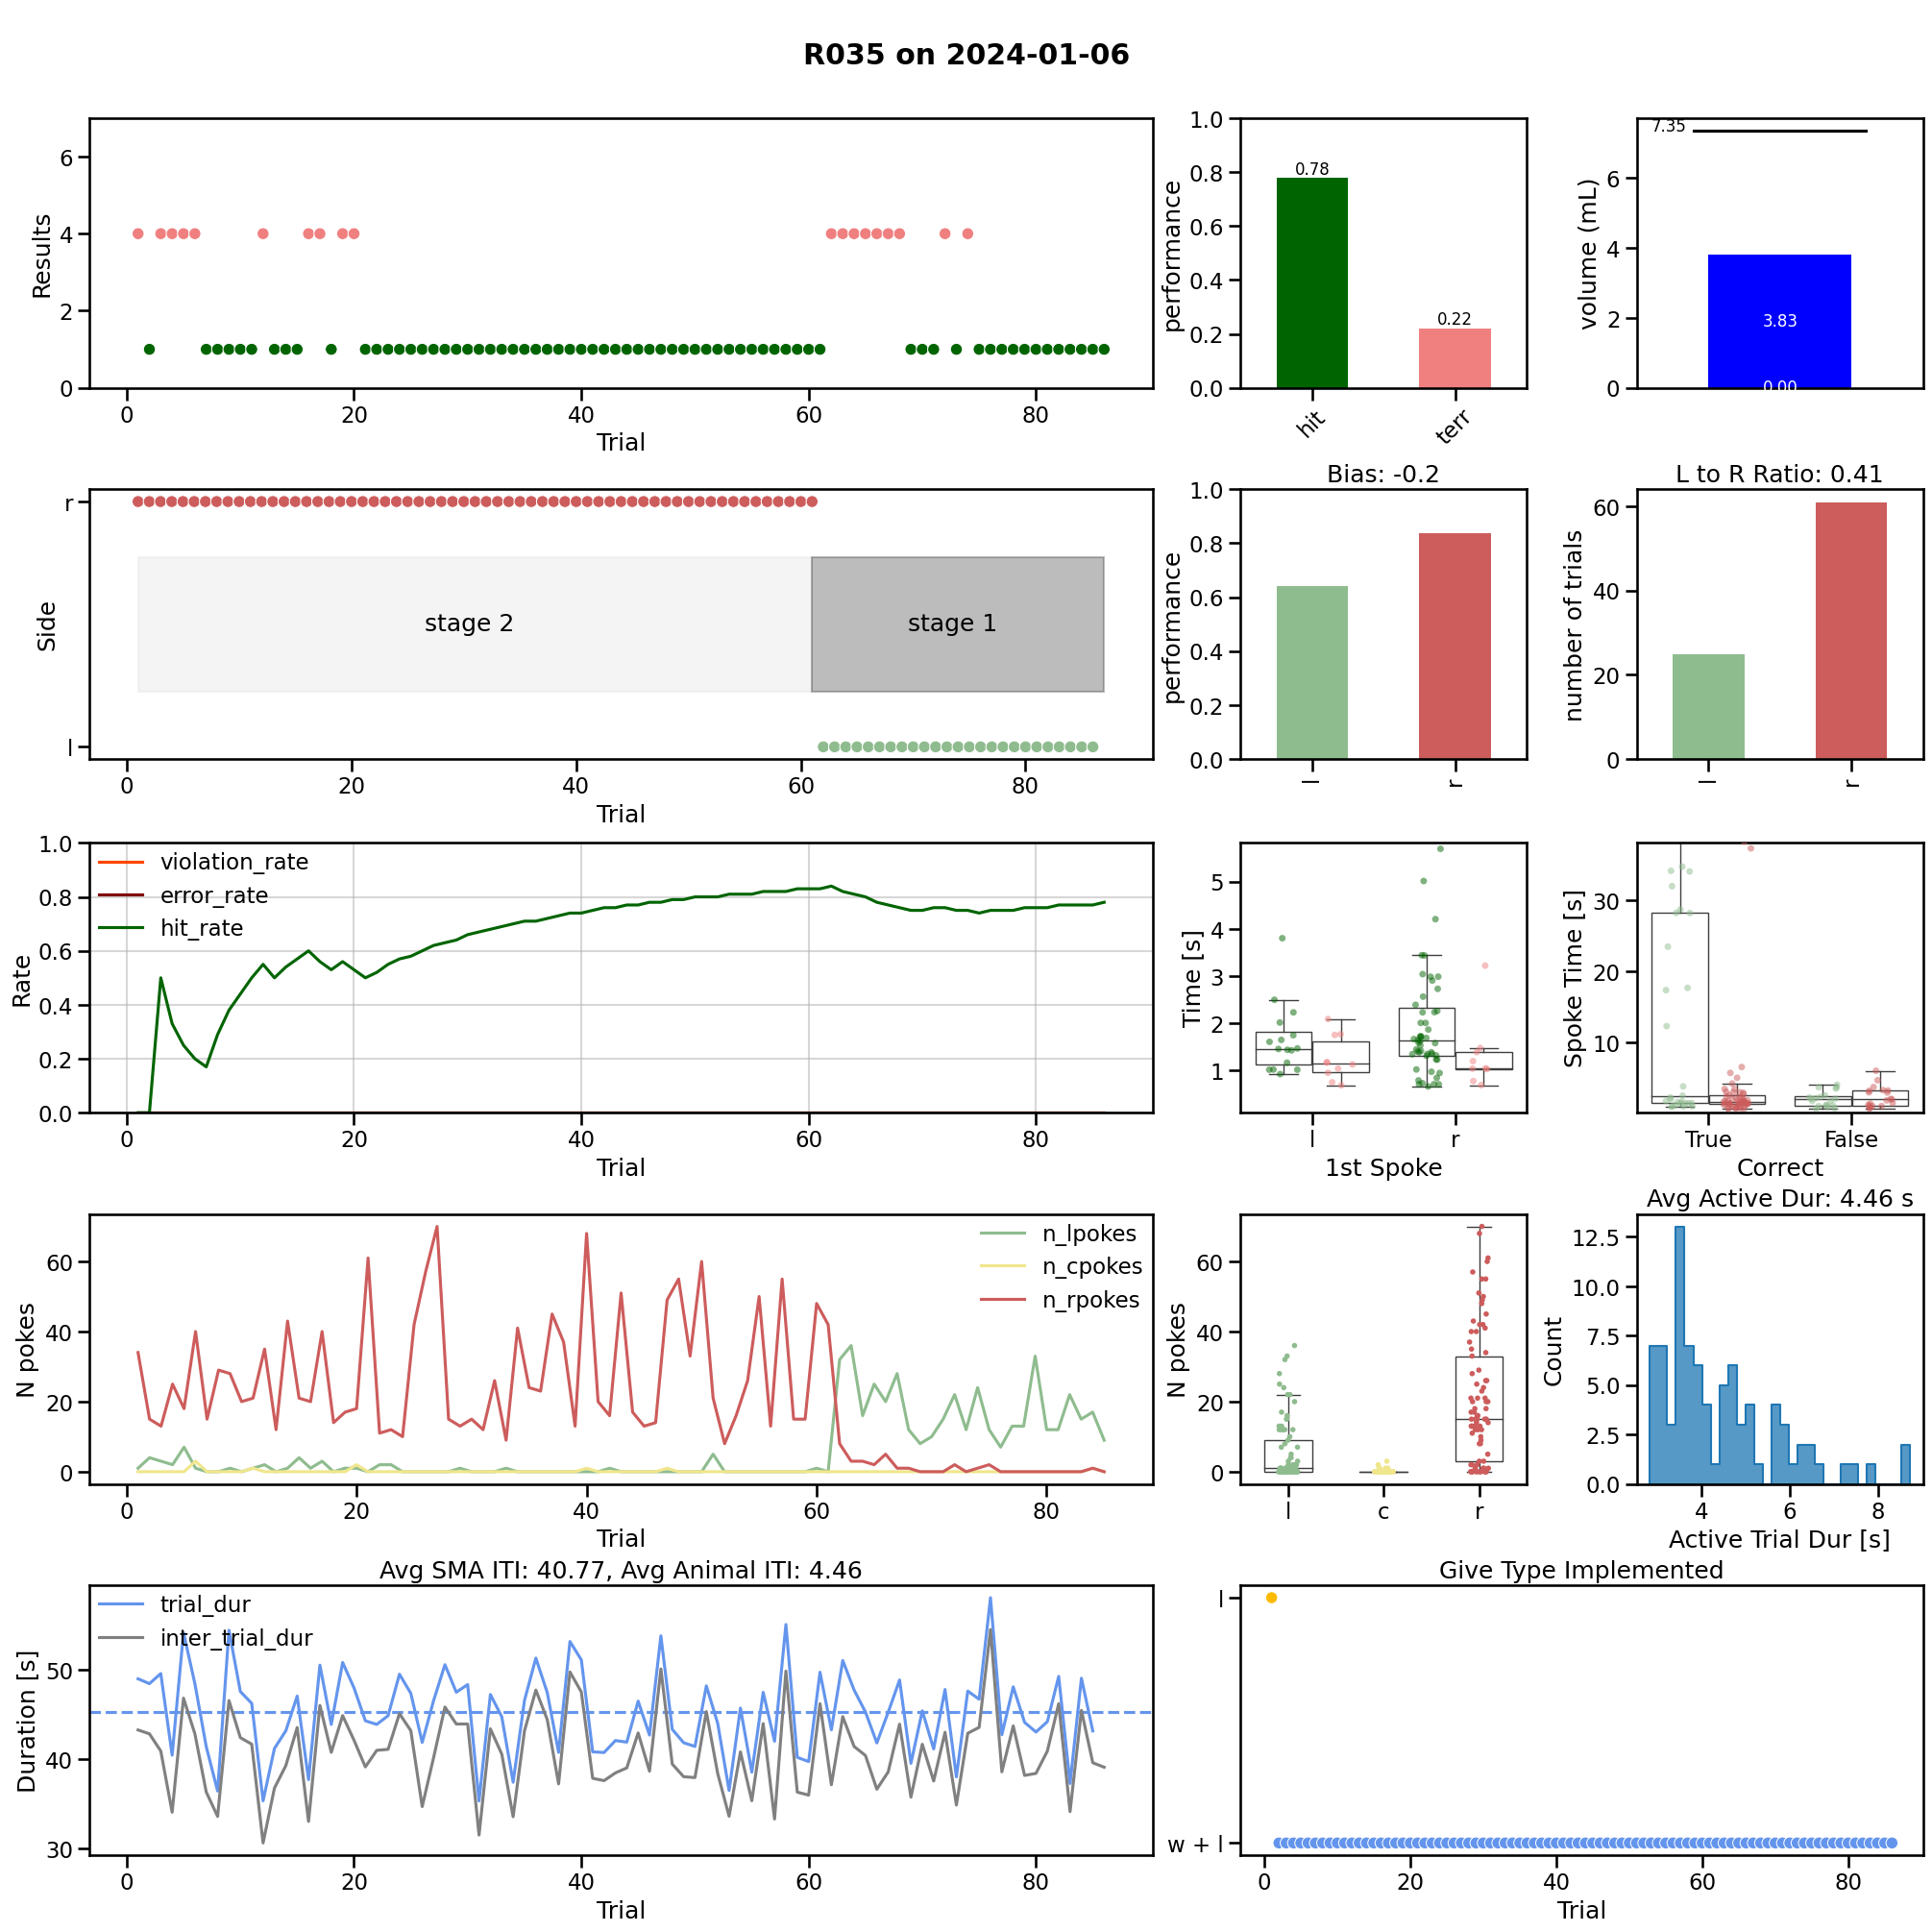 R035 on 2024-01-06
Results
6
4
2
0
0 20 40 60 80
Trial
performance
1.0
0.8
0.6
0.4
0.2
0.0
0.78
0.22
hit terr
volume (mL)
6
4
2
0
7.35
3.83
0.00
Side
r
l
stage 2 stage 1
0 20 40 60 80
Trial
Bias: -0.2
performance
1.0
0.8
0.6
0.4
0.2
0.0
l r
L to R Ratio: 0.41
number of trials
60
40
20
0
l r
Rate
1.0
0.8
0.6
0.4
0.2
0.0
violation_rate
error_rate
hit_rate
0 20 40 60 80
Trial
Time [s]
5
4
3
2
1
l r
1st Spoke
Spoke Time [s]
30
20
10
True False
Correct
N pokes
60
40
20
0
n_lpokes
n_cpokes
n_rpokes
0 20 40 60 80
Trial
N pokes
60
40
20
0
l c r
Avg Active Dur: 4.46 s
Count
12.5
10.0
7.5
5.0
2.5
0.0
4 6 8
Active Trial Dur [s]
Avg SMA ITI: 40.77, Avg Animal ITI: 4.46
Duration [s]
50
40
30
trial_dur
inter_trial_dur
0 20 40 60 80
Trial
Give Type Implemented
l
w + l
0 20 40 60 80
Trial